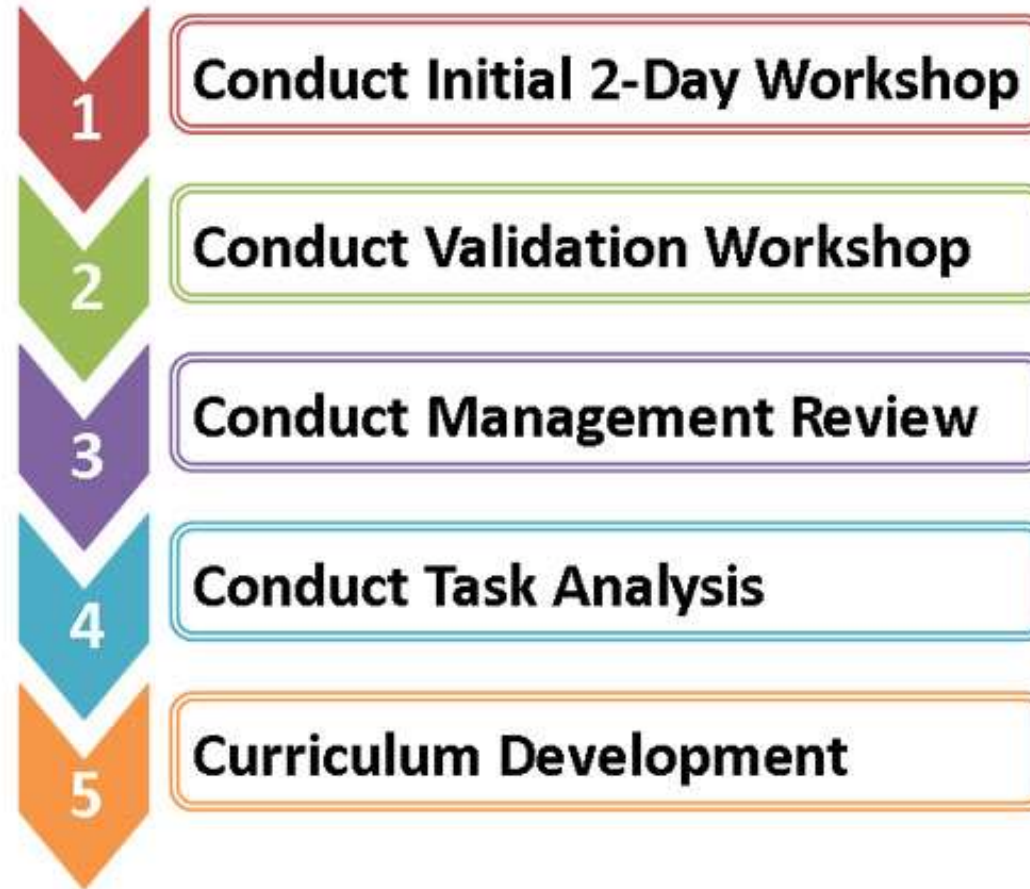 1 Conduct Initial 2-Day Workshop
2 Conduct Validation Workshop
3 Conduct Management Review
4 Conduct Task Analysis
5 Curriculum Development